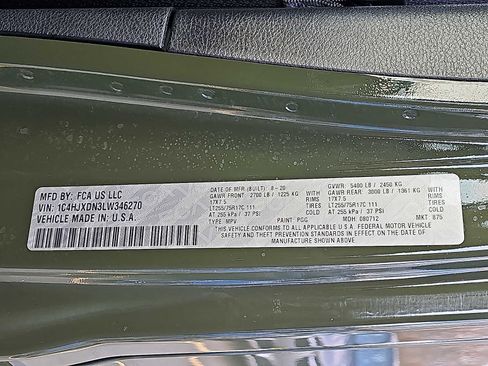 MFD BY: FCA US LLC
VIN: 1C4HJXDN3LW346270
VEHICLE MADE IN: U.S.A.
DATE OF MFR (BUILT): 8-20
GVWR: 5400 LB / 2450 KG
GAWR FRONT: 2700 LB / 1225 KG WITH
GAWR REAR: 3000 LB / 1361 KG WITH
17X7.5 RIMS
17X7.5 RIMS
LT255/75R17C 111 TIRES
LT255/75R17C 111 TIRES
AT 255 kPa / 37 PSI
AT 255 kPa / 37 PSI
TYPE: MPV
PAINT: PGG
MDH: 080712
MKT: 875
THIS VEHICLE CONFORMS TO ALL APPLICABLE U.S.A. FEDERAL MOTOR VEHICLE
SAFETY AND THEFT PREVENTION STANDARDS IN EFFECT ON THE DATE OF
MANUFACTURE SHOWN ABOVE.